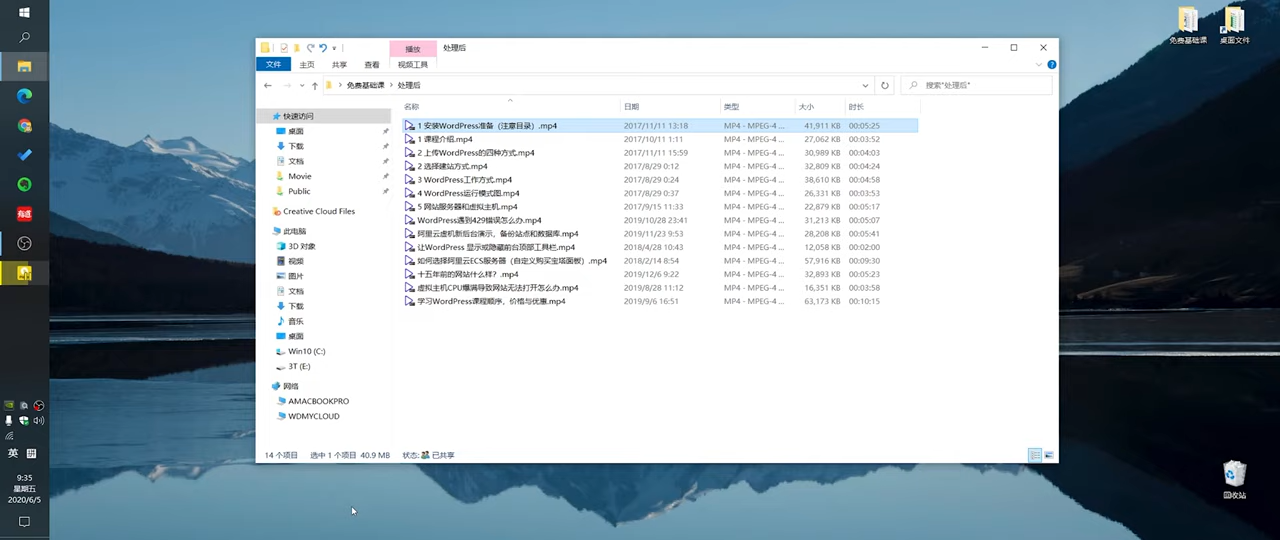 播放
处理后
文件
主页
共享
查看
视频工具
免费基础课
处理后
搜索"处理后"
名称
日期
类型
大小
时长
快速访问
桌面
下载
文档
Movie
Public
Creative Cloud Files
此电脑
3D 对象
视频
图片
文档
下载
音乐
桌面
Win10 (C:)
3T (E:)
网络
AMACBOOKPRO
WDMYCLOUD
1 安装WordPress准备（注意目录）.mp4 2017/11/11 13:18 MP4 - MPEG-4 ... 41,911 KB 00:05:25
1 课程介绍.mp4 2017/10/11 1:11 MP4 - MPEG-4 ... 27,062 KB 00:03:52
2 上传WordPress的四种方式.mp4 2017/11/11 15:59 MP4 - MPEG-4 ... 30,989 KB 00:04:03
2 选择建站方式.mp4 2017/8/29 0:12 MP4 - MPEG-4 ... 32,809 KB 00:04:24
3 WordPress工作方式.mp4 2017/8/29 0:24 MP4 - MPEG-4 ... 38,610 KB 00:04:58
4 WordPress运行模式图.mp4 2017/8/29 0:37 MP4 - MPEG-4 ... 26,331 KB 00:03:53
5 网站服务器和虚拟主机.mp4 2017/9/15 11:33 MP4 - MPEG-4 ... 22,879 KB 00:05:17
WordPress遇到429错误怎么办.mp4 2019/10/28 23:41 MP4 - MPEG-4 ... 31,213 KB 00:05:07
阿里云虚机新后台演示，备份站点和数据库.mp4 2019/11/23 9:53 MP4 - MPEG-4 ... 28,208 KB 00:05:41
让WordPress 显示或隐藏前台顶部工具栏.mp4 2018/4/28 10:43 MP4 - MPEG-4 ... 12,058 KB 00:02:00
如何选择阿里云ECS服务器（自定义购买宝塔面板）.mp4 2018/2/14 8:54 MP4 - MPEG-4 ... 57,916 KB 00:09:30
十五年前的网站什么样？.mp4 2019/12/6 9:22 MP4 - MPEG-4 ... 32,893 KB 00:05:23
虚拟主机CPU爆满导致网站无法打开怎么办.mp4 2019/8/28 11:12 MP4 - MPEG-4 ... 16,351 KB 00:03:58
学习WordPress课程顺序，价格与优惠.mp4 2019/9/6 16:51 MP4 - MPEG-4 ... 63,173 KB 00:10:15
14 个项目
选中 1 个项目 40.9 MB
状态:
已共享
免费基础课
桌面文件
回收站
英
9:35
星期五
2020/6/5